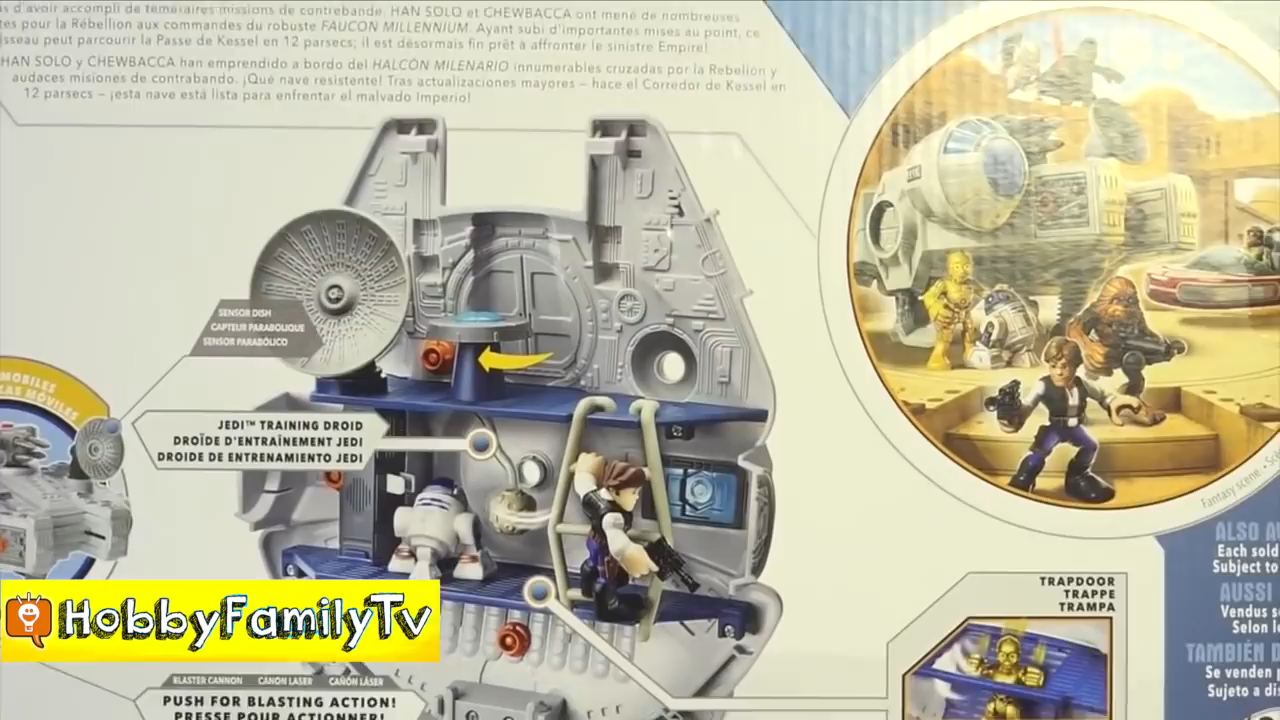 d'avoir accompli de téméraires missions de contrebande. HAN SOLO et CHEWBACCA ont mené de nombreuses
pour la Rébellion aux commandes du robuste FAUCON MILLENNIUM. Ayant subi d'importantes mises au point, ce
peut parcourir la Passe de Kessel en 12 parsecs; il est désormais fin prêt à affronter le sinistre Empire!
HAN SOLO y CHEWBACCA han emprendido a bordo del HALCÓN MILENARIO innumerables cruzadas por la Rebelión y
audaces misiones de contrabando. ¡Qué nave resistente! Tras actualizaciones mayores – hace el Corredor de Kessel en
12 parsecs – ¡esta nave está lista para enfrentar el malvado Imperio!
SENSOR DISH
CAPTEUR PARABOLIQUE
SENSOR PARABÓLICO
MOBILES
MÓVILES
JEDI™ TRAINING DROID
DROÏDE D'ENTRAÎNEMENT JEDI
DROIDE DE ENTRENAMIENTO JEDI
Fantasy scene •
ALSO
Each sold
Subject to
AUSSI
Vendus
Selon
TAMBIÉN
Se venden
Sujeto a
TRAPDOOR
TRAPPE
TRAMPA
HobbyFamilyTv
BLASTER CANNON CANON LASER CAÑÓN LÁSER
PUSH FOR BLASTING ACTION!
PRESSE POUR ACTIONNER!